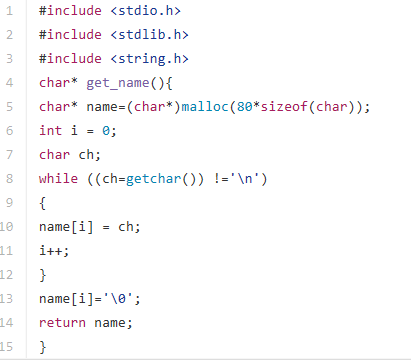 1 #include <stdio.h>
2 #include <stdlib.h>
3 #include <string.h>
4 char* get_name(){
5 char* name=(char*)malloc(80*sizeof(char));
6 int i = 0;
7 char ch;
8 while ((ch=getchar()) !='\n')
9 {
10 name[i] = ch;
11 i++;
12 }
13 name[i]='\0';
14 return name;
15 }